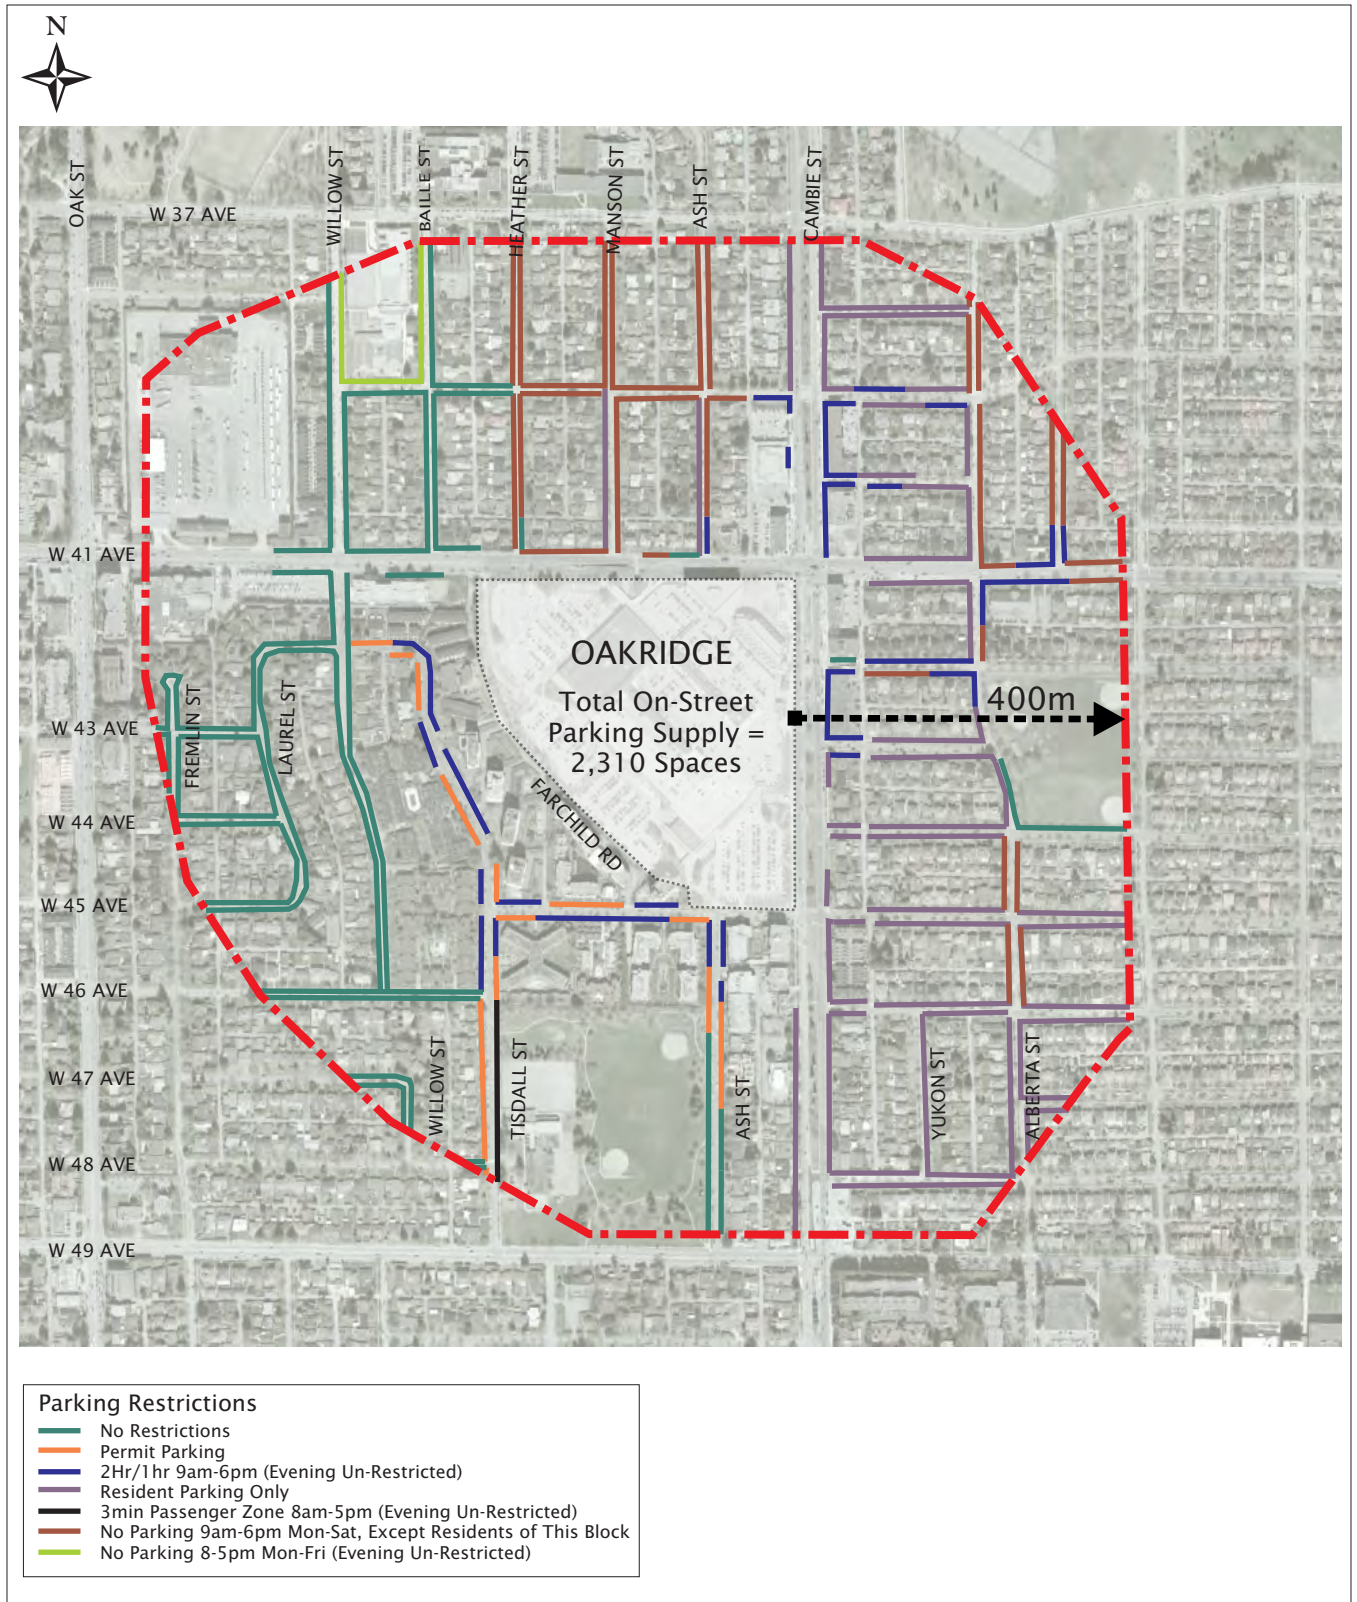 N
OAK ST
WILLOW ST
BAILLE ST
HEATHER ST
MANSON ST
ASH ST
CAMBIE ST
W 37 AVE
W 41 AVE
OAKRIDGE
Total On-Street
Parking Supply =
2,310 Spaces
400m
FREMLIN ST
LAUREL ST
W 43 AVE
FARCHILD RD
W 44 AVE
W 45 AVE
W 46 AVE
WILLOW ST
TISDALL ST
ASH ST
YUKON ST
ALBERTA ST
W 47 AVE
W 48 AVE
W 49 AVE
Parking Restrictions
No Restrictions
Permit Parking
2Hr/1hr 9am-6pm (Evening Un-Restricted)
Resident Parking Only
3min Passenger Zone 8am-5pm (Evening Un-Restricted)
No Parking 9am-6pm Mon-Sat, Except Residents of This Block
No Parking 8-5pm Mon-Fri (Evening Un-Restricted)